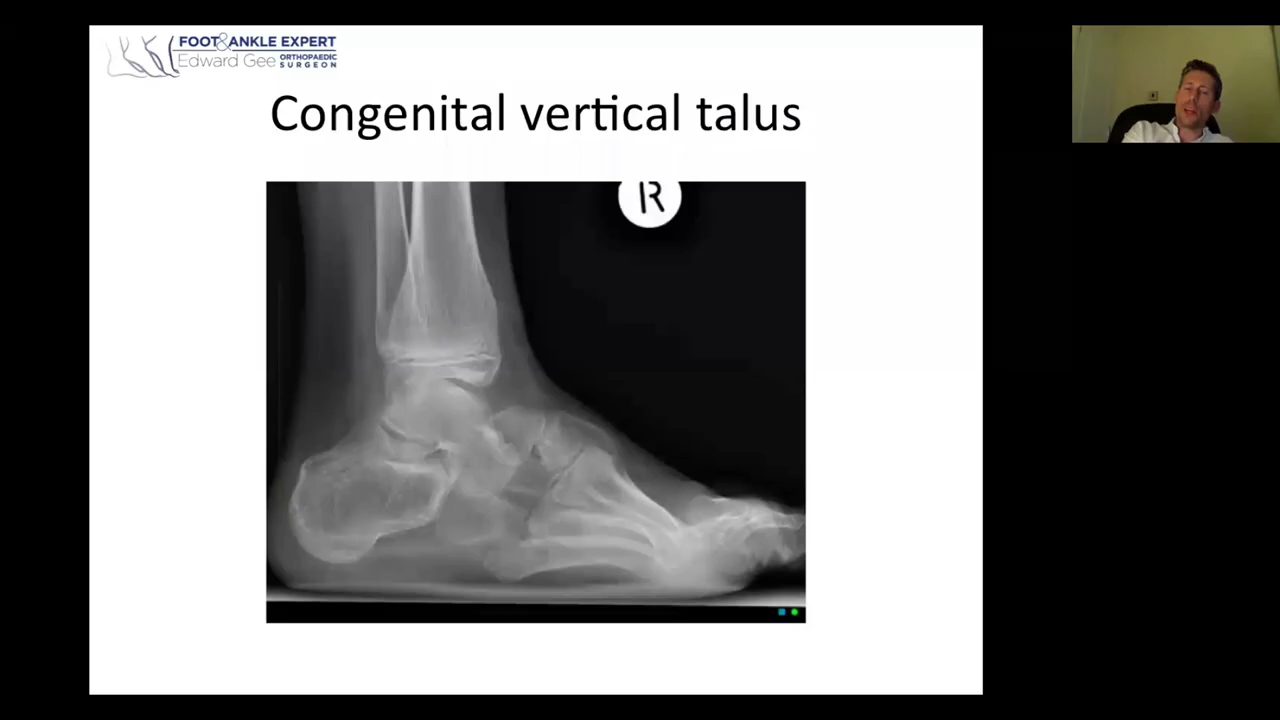 FOOT&ANKLE EXPERT
Edward Gee ORTHOPAEDIC SURGEON
Congenital vertical talus
R